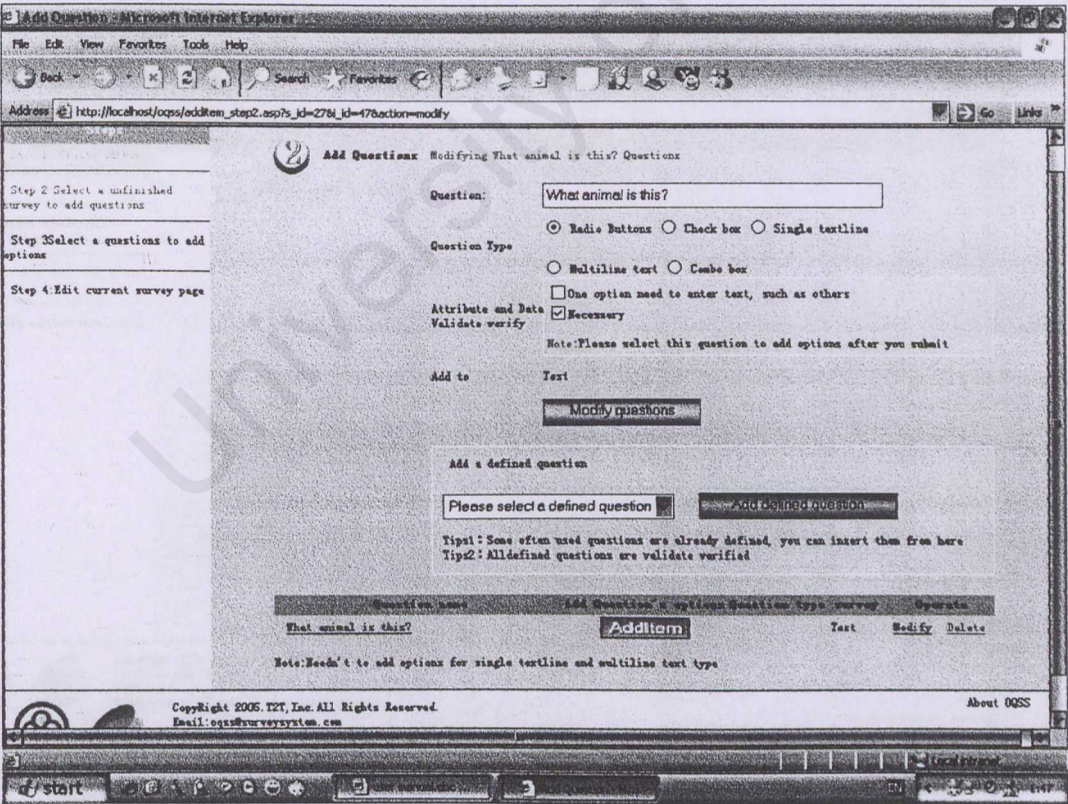 Add Question - Microsoft Internet Explorer
File Edit View Favorites Tools Help
Back Search Favorites
Address http://localhost/oqss/additem_step2.asp?s_id=27&i_id=47&action=modify Go Links
Steps
Step 2 Select a unfinished
survey to add questions
Step 3Select a questions to add
options
Step 4:Edit current survey page
2 Add Questions Modifying What animal is this? Questions
Question: What animal is this?
Question Type
Radio Buttons Check box Single textline
Multiline text Combo box
Attribute and Data
Validate verify
One option need to enter text, such as others
Necessary
Note:Please select this question to add options after you submit
Add to Text
Modify questions
Add a defined question
Please select a defined question Add defined question
Tips1: Some often used questions are already defined, you can insert them from here
Tips2: Alldefined questions are validate verified
Question name Add Question's options Question type survey Operate
What animal is this? AddItem Text Modify Delete
Note:Needn't to add options for single textline and multiline text type
CopyRight 2005. T2T, Inc. All Rights Reserved.
Email:oqss@surveysystem.com
About OQSS
Local intranet
start EN 1:47
University